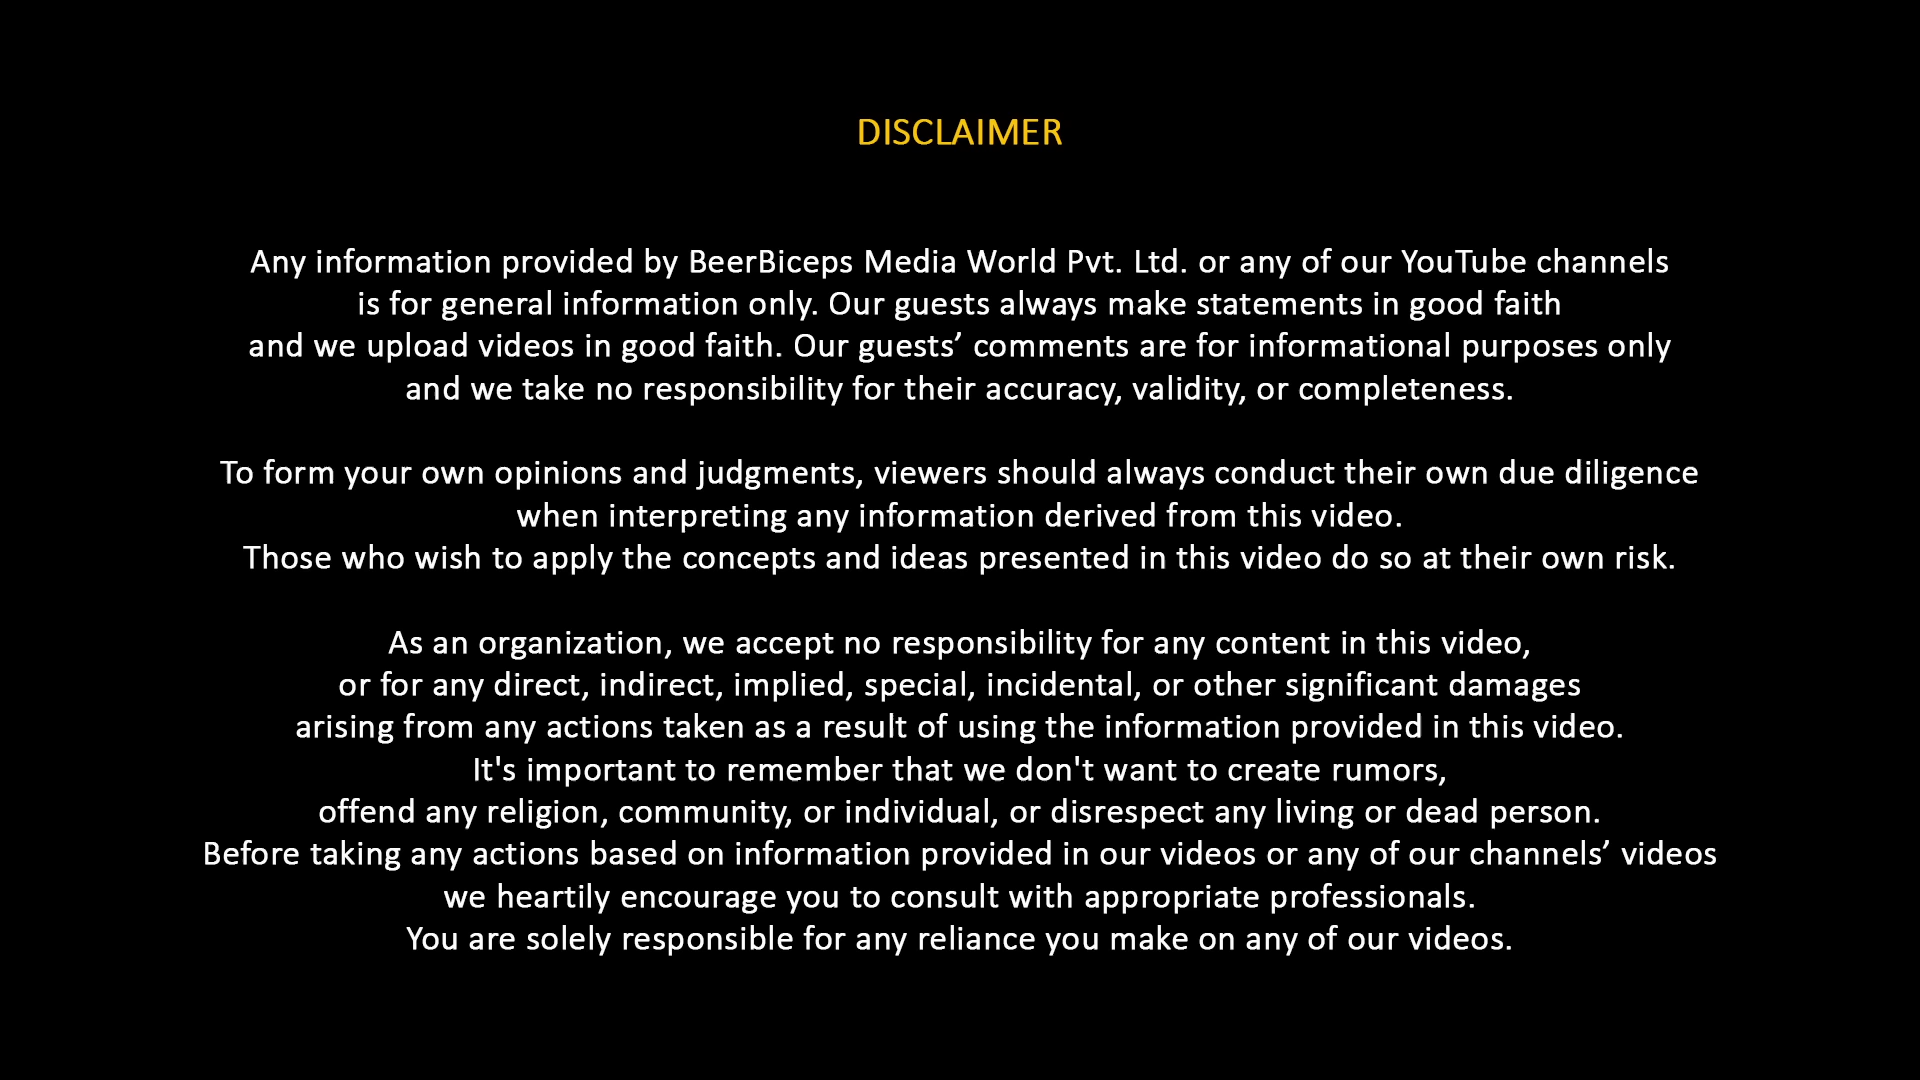 DISCLAIMER
Any information provided by BeerBiceps Media World Pvt. Ltd. or any of our YouTube channels
is for general information only. Our guests always make statements in good faith
and we upload videos in good faith. Our guests’ comments are for informational purposes only
and we take no responsibility for their accuracy, validity, or completeness.
To form your own opinions and judgments, viewers should always conduct their own due diligence
when interpreting any information derived from this video.
Those who wish to apply the concepts and ideas presented in this video do so at their own risk.
As an organization, we accept no responsibility for any content in this video,
or for any direct, indirect, implied, special, incidental, or other significant damages
arising from any actions taken as a result of using the information provided in this video.
It's important to remember that we don't want to create rumors,
offend any religion, community, or individual, or disrespect any living or dead person.
Before taking any actions based on information provided in our videos or any of our channels’ videos
we heartily encourage you to consult with appropriate professionals.
You are solely responsible for any reliance you make on any of our videos.